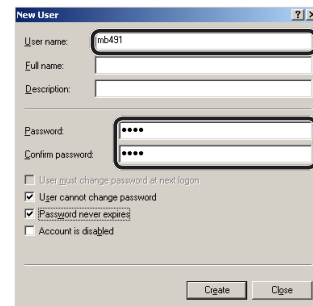 New User
User name: mb491
Full name:
Description:
Password: ••••
Confirm password: ••••
User must change password at next logon
User cannot change password
Password never expires
Account is disabled
Create Close